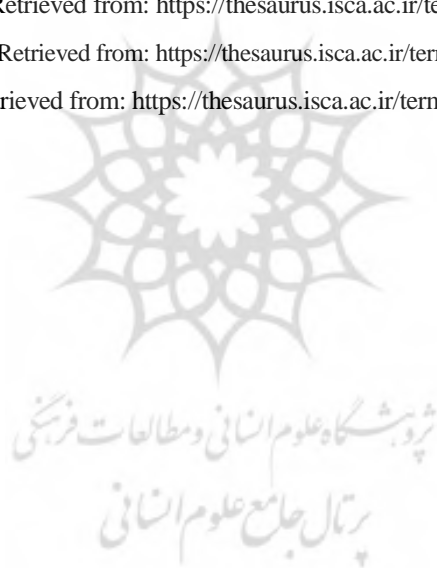 Retrieved from: https://thesaurus.isca.ac.ir/te
Retrieved from: https://thesaurus.isca.ac.ir/terr
rieved from: https://thesaurus.isca.ac.ir/tern
پژوهشگاه علوم انسانی و مطالعات فرهنگی
پرتال جامع علوم انسانی